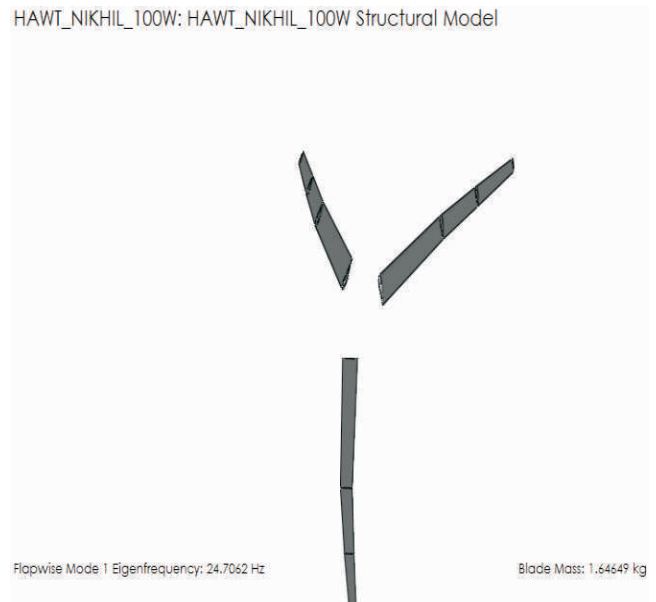 HAWT_NIKHIL_100W: HAWT_NIKHIL_100W Structural Model
Flapwise Mode 1 Eigenfrequency: 24.7062 Hz
Blade Mass: 1.64649 kg